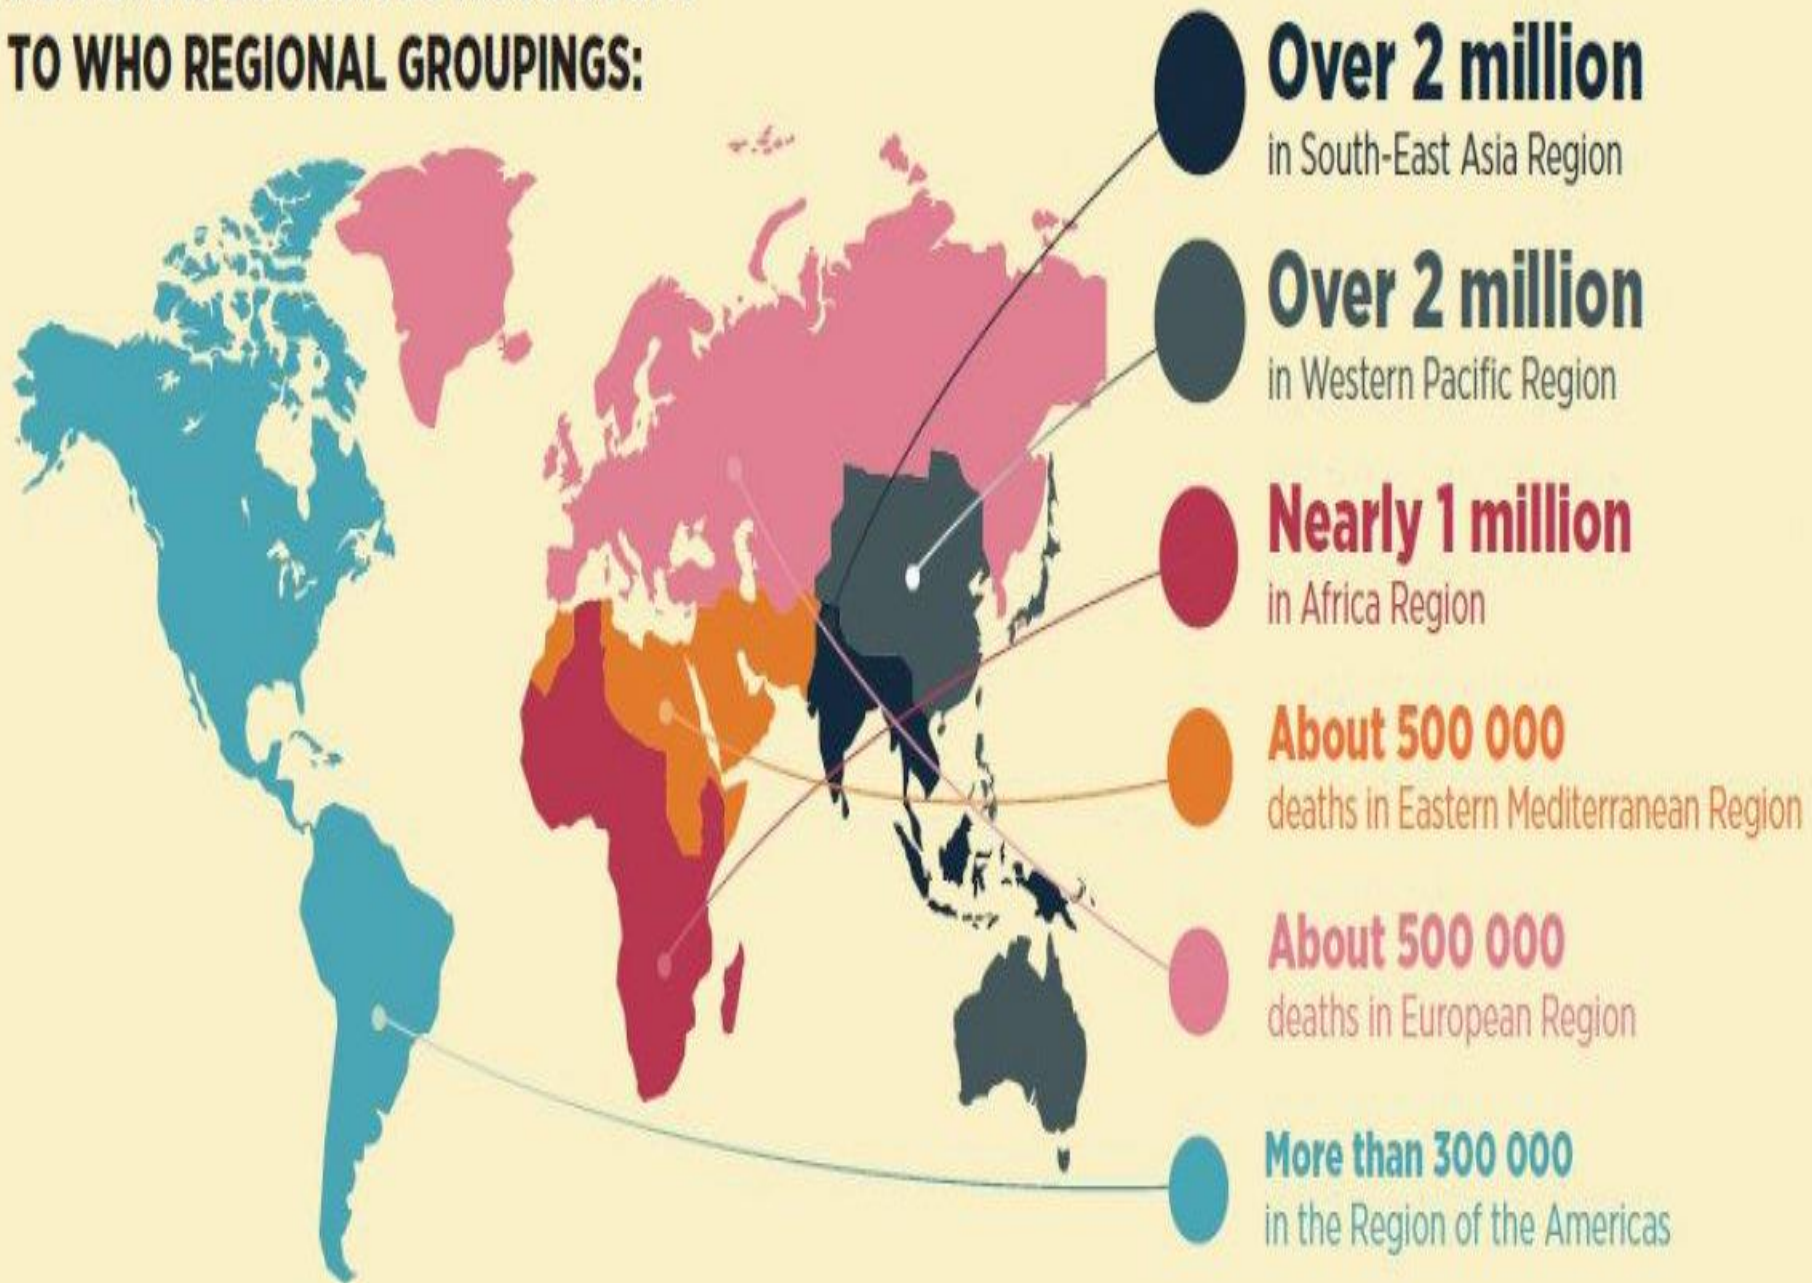 TO WHO REGIONAL GROUPINGS:
Over 2 million
in South-East Asia Region
Over 2 million
in Western Pacific Region
Nearly 1 million
in Africa Region
About 500 000
deaths in Eastern Mediterranean Region
About 500 000
deaths in European Region
More than 300 000
in the Region of the Americas